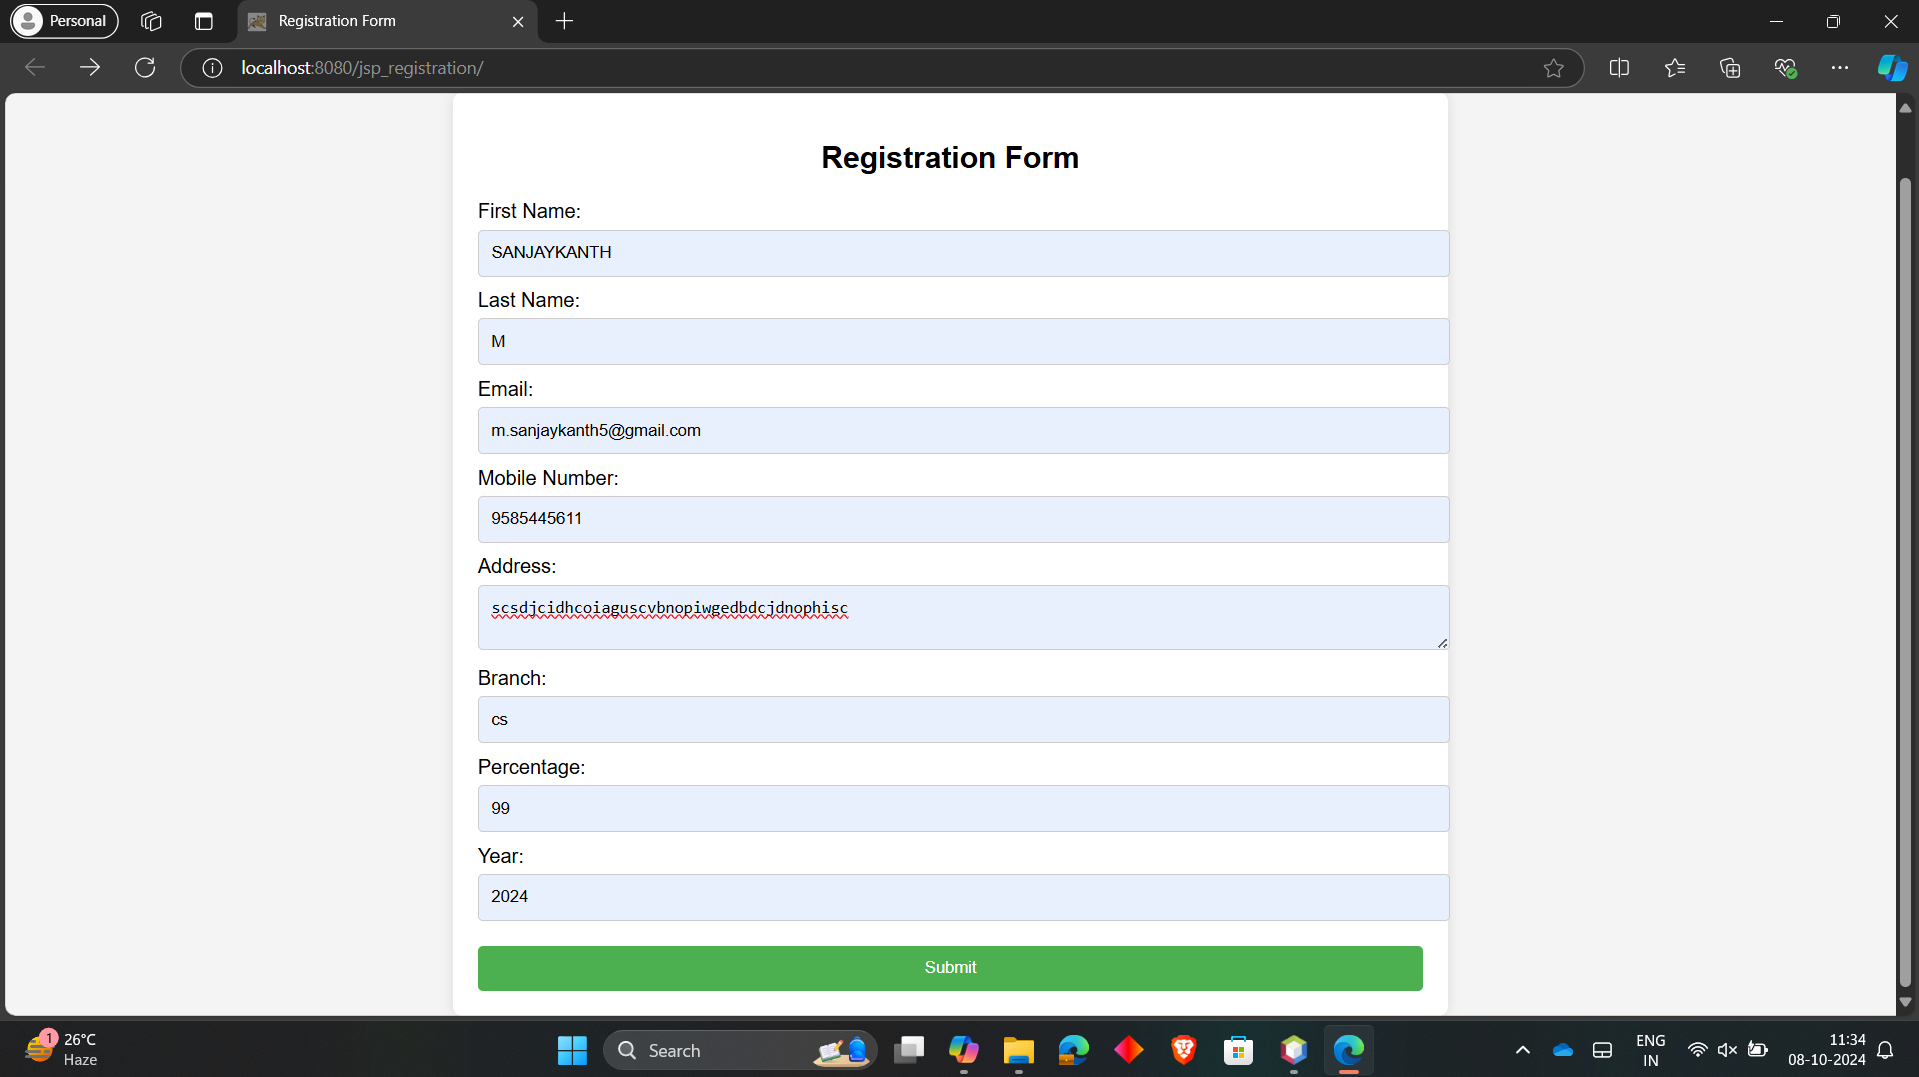 Personal
Registration Form
localhost:8080/jsp_registration/
Registration Form
First Name:
SANJAYKANTH
Last Name:
M
Email:
m.sanjaykanth5@gmail.com
Mobile Number:
9585445611
Address:
scsdjcidhcoiaguscvbnopiwgedbdcjdnophisc
Branch:
cs
Percentage:
99
Year:
2024
Submit
1
26°C
Haze
Search
ENG
IN
11:34
08-10-2024